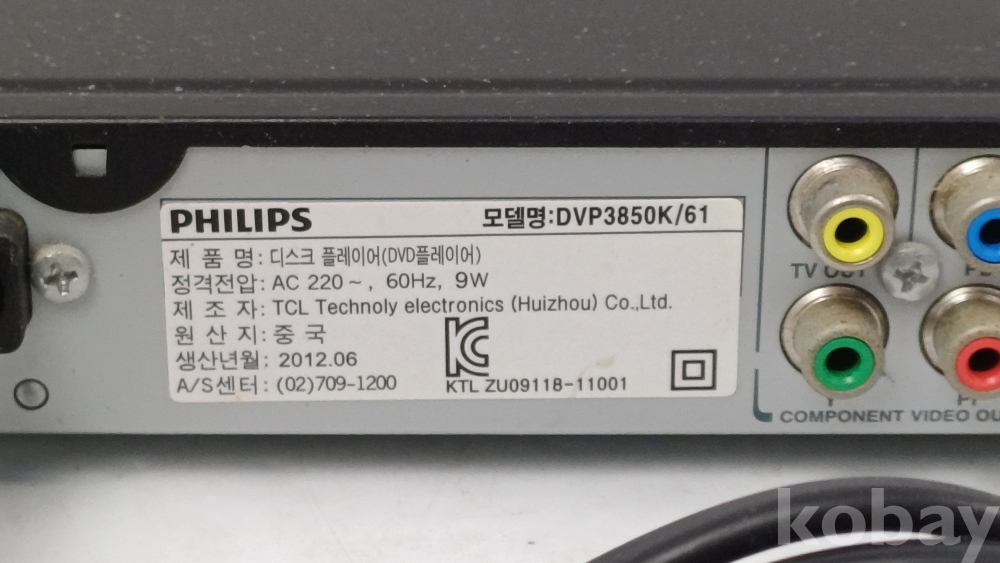 PHILIPS 모델명:DVP3850K/61
제 품 명: 디스크 플레이어(DVD플레이어)
정격전압: AC 220~, 60Hz, 9W
제 조 자: TCL Technoly electronics (Huizhou) Co.,Ltd.
원 산 지: 중 국
생산년월: 2012.06
A/S센터: (02)709-1200
KTL ZU09118-11001
TV OUT
Y
COMPONENT VIDEO
kobay